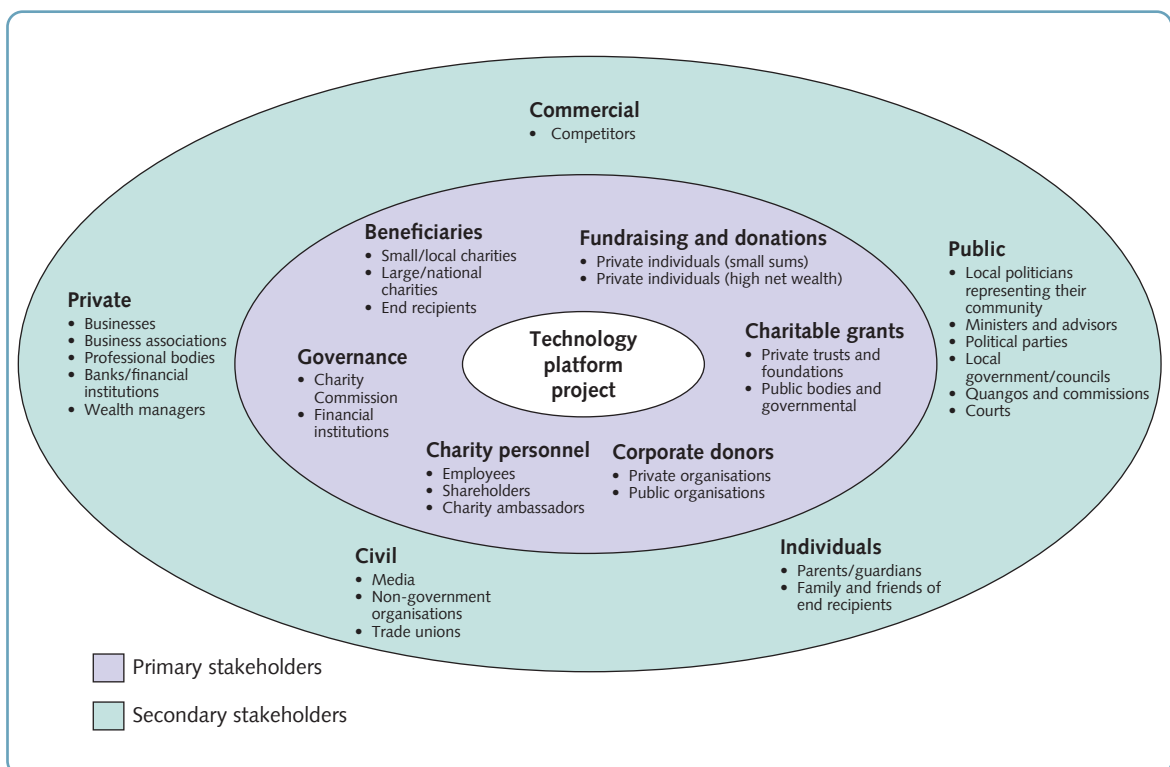 Commercial
• Competitors
Beneficiaries
• Small/local charities
• Large/national
charities
• End recipients
Fundraising and donations
• Private individuals (small sums)
• Private individuals (high net wealth)
Public
• Local politicians
representing their
community
• Ministers and advisors
• Political parties
• Local
government/councils
• Quangos and commissions
• Courts
Private
• Businesses
• Business associations
• Professional bodies
• Banks/financial
institutions
• Wealth managers
Governance
• Charity
Commission
• Financial
institutions
Technology
platform
project
Charitable grants
• Private trusts and
foundations
• Public bodies and
governmental
Charity personnel
• Employees
• Shareholders
• Charity ambassadors
Corporate donors
• Private organisations
• Public organisations
Civil
• Media
• Non-government
organisations
• Trade unions
Individuals
• Parents/guardians
• Family and friends of
end recipients
Primary stakeholders
Secondary stakeholders